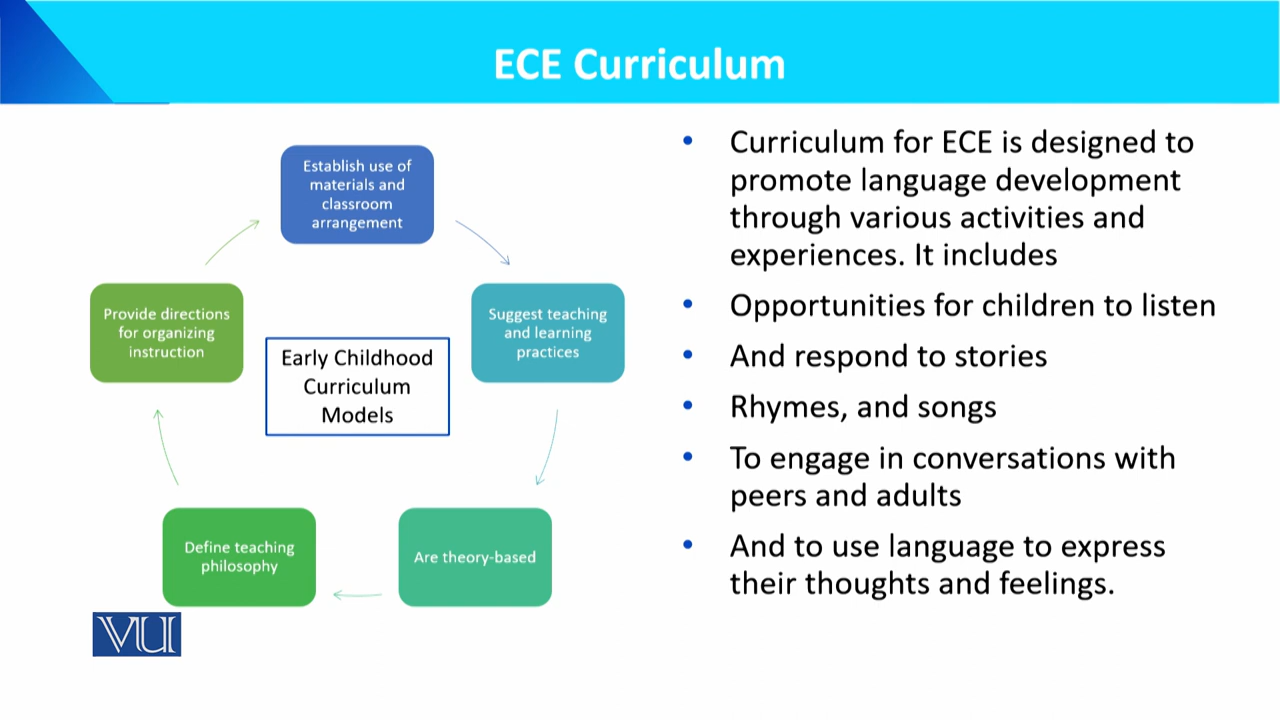 ECE Curriculum
Establish use of
materials and
classroom
arrangement
Suggest teaching
and learning
practices
Are theory-based
Define teaching
philosophy
Provide directions
for organizing
instruction
Early Childhood
Curriculum
Models
• Curriculum for ECE is designed to
promote language development
through various activities and
experiences. It includes
• Opportunities for children to listen
• And respond to stories
• Rhymes, and songs
• To engage in conversations with
peers and adults
• And to use language to express
their thoughts and feelings.
VU